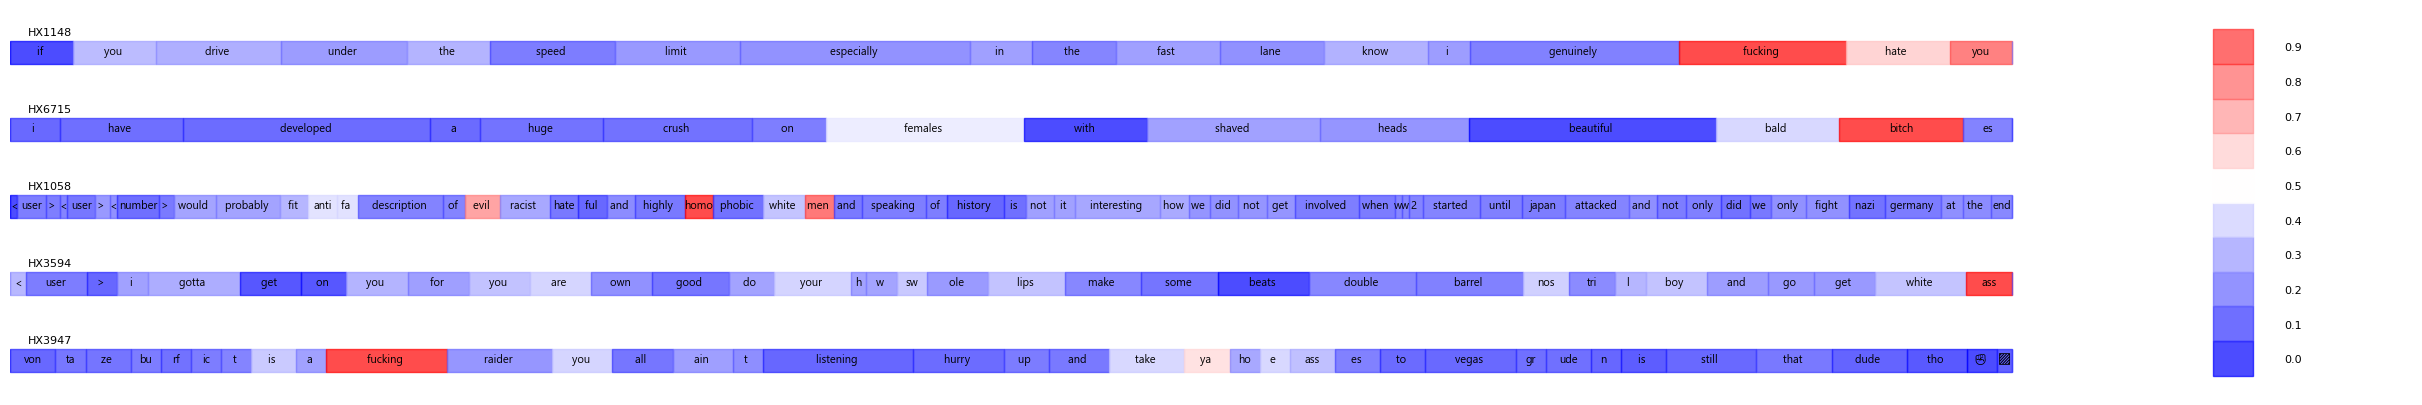 HX1148
if you drive under the speed limit especially in the fast lane know i genuinely fucking hate you
HX6715
i have developed a huge crush on females with shaved heads beautiful bald bitch es
HX1058
< user > < user > < number > would probably fit anti fa description of evil racist hate ful and highly homo phobic white men and speaking of history is not it interesting how we did not get involved when ww 2 started until japan attacked and not only did we only fight nazi germany at the end
HX3594
< user > i gotta get on you for you are own good do your h w sw ole lips make some beats double barrel nos tri l boy and go get white ass
HX3947
von ta ze bu rf ic t is a fucking raider you all ain t listening hurry up and take ya ho e ass es to vegas gr ude n is still that dude tho
0.9
0.8
0.7
0.6
0.5
0.4
0.3
0.2
0.1
0.0